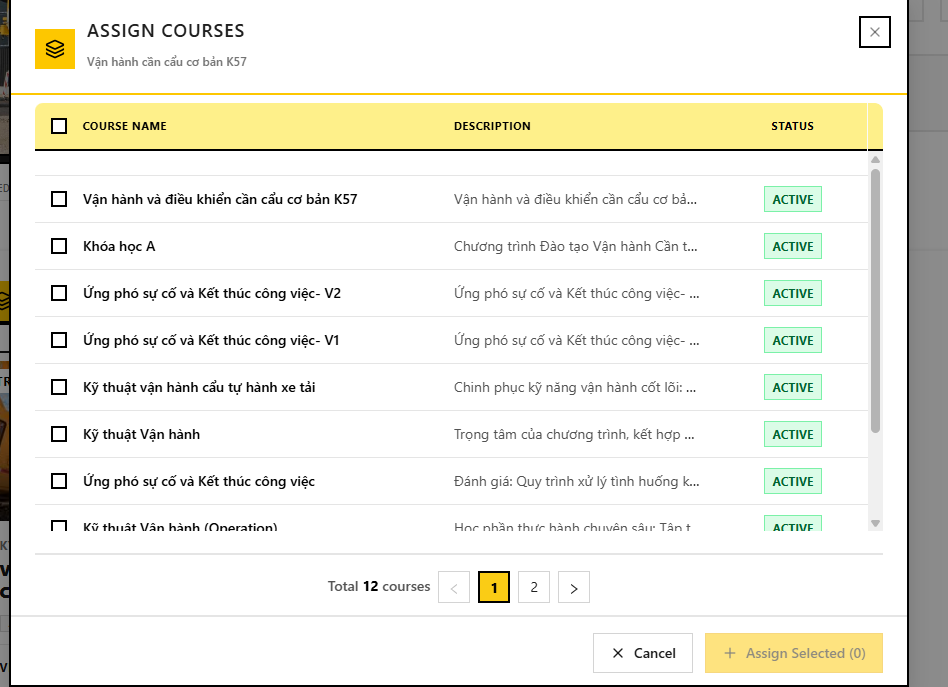 ASSIGN COURSES
Vận hành cần cẩu cơ bản K57
COURSE NAME DESCRIPTION STATUS
Vận hành và điều khiển cần cẩu cơ bản K57 Vận hành và điều khiển cần cẩu cơ bả... ACTIVE
Khóa học A Chương trình Đào tạo Vận hành Cần t... ACTIVE
Ứng phó sự cố và Kết thúc công việc- V2 Ứng phó sự cố và Kết thúc công việc- ... ACTIVE
Ứng phó sự cố và Kết thúc công việc- V1 Ứng phó sự cố và Kết thúc công việc- ... ACTIVE
Kỹ thuật vận hành cẩu tự hành xe tải Chinh phục kỹ năng vận hành cốt lõi: ... ACTIVE
Kỹ thuật Vận hành Trọng tâm của chương trình, kết hợp ... ACTIVE
Ứng phó sự cố và Kết thúc công việc Đánh giá: Quy trình xử lý tình huống k... ACTIVE
Kỹ thuật Vận hành (Operation) Học phần thực hành chuyên sâu: Tập t ACTIVE
Total 12 courses < 1 2 >
Cancel + Assign Selected (0)